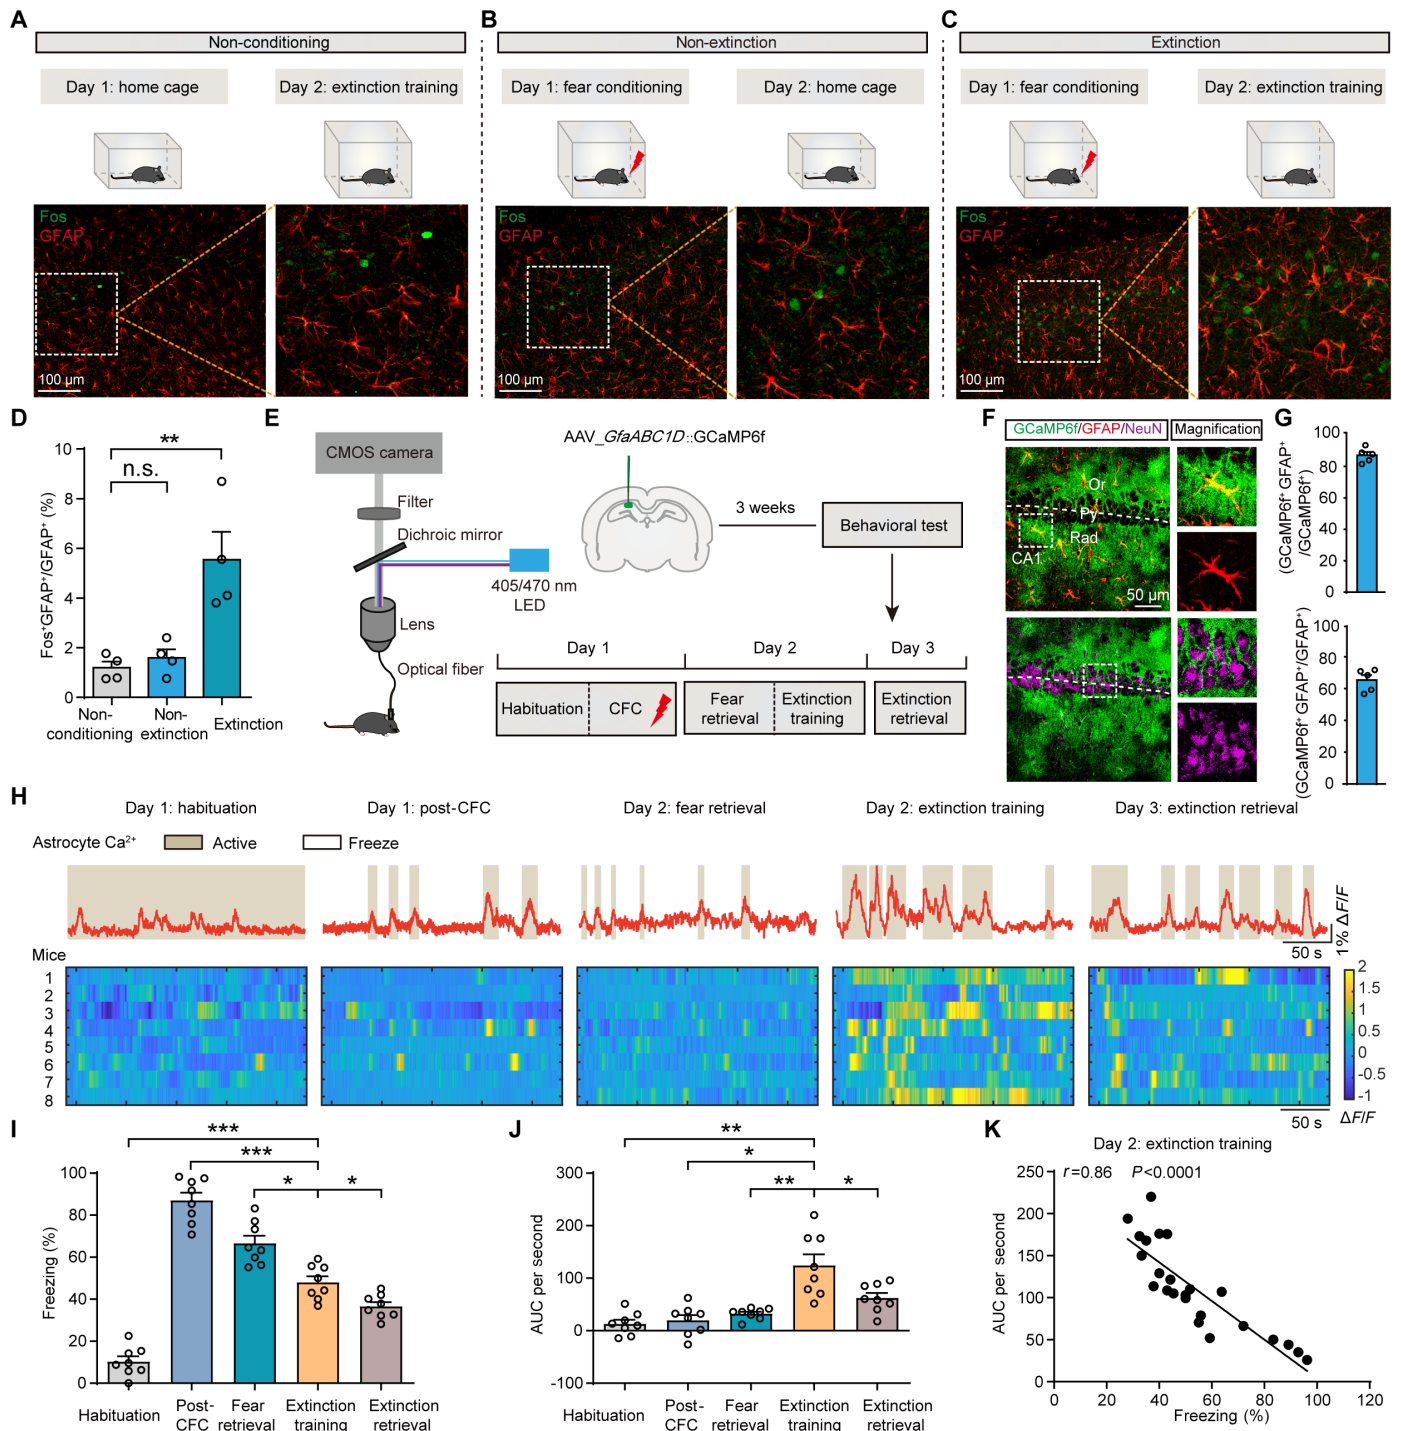 A
Non-conditioning
Day 1: home cage
Day 2: extinction training
Fos
GFAP
100 µm
B
Non-extinction
Day 1: fear conditioning
Day 2: home cage
Fos
GFAP
100 µm
C
Extinction
Day 1: fear conditioning
Day 2: extinction training
Fos
GFAP
100 µm
D
Fos⁺GFAP⁺/GFAP⁺ (%)
10
8
6
4
2
0
**
n.s.
Non-
conditioning
Non-
extinction
Extinction
E
CMOS camera
Filter
Dichroic mirror
405/470 nm
LED
Lens
Optical fiber
AAV_GfaABC1D::GCaMP6f
3 weeks
Behavioral test
Day 1
Day 2
Day 3
Habituation
CFC
Fear
retrieval
Extinction
training
Extinction
retrieval
F
GCaMP6f/GFAP/NeuN
Magnification
Or
Py
Rad
CA1
50 µm
G
(GCaMP6f⁺ GFAP⁺
/GCaMP6f⁺)
100
80
60
40
20
0
(GCaMP6f⁺ GFAP⁺/GFAP⁺)
100
80
60
40
20
0
H
Day 1: habituation
Day 1: post-CFC
Day 2: fear retrieval
Day 2: extinction training
Day 3: extinction retrieval
Astrocyte Ca²⁺
Active
Freeze
1% ΔF/F
50 s
Mice
1
2
3
4
5
6
7
8
2
1.5
1
0.5
0
-0.5
-1
ΔF/F
50 s
I
Freezing (%)
100
80
60
40
20
0
***
***
*
*
Habituation
Post-
CFC
Fear
retrieval
Extinction
training
Extinction
retrieval
J
AUC per second
300
200
100
0
-100
**
*
**
*
Habituation
Post-
CFC
Fear
retrieval
Extinction
training
Extinction
retrieval
K
Day 2: extinction training
r=0.86 P<0.0001
AUC per second
250
200
150
100
50
0
0
20
40
60
80
100
120
Freezing (%)